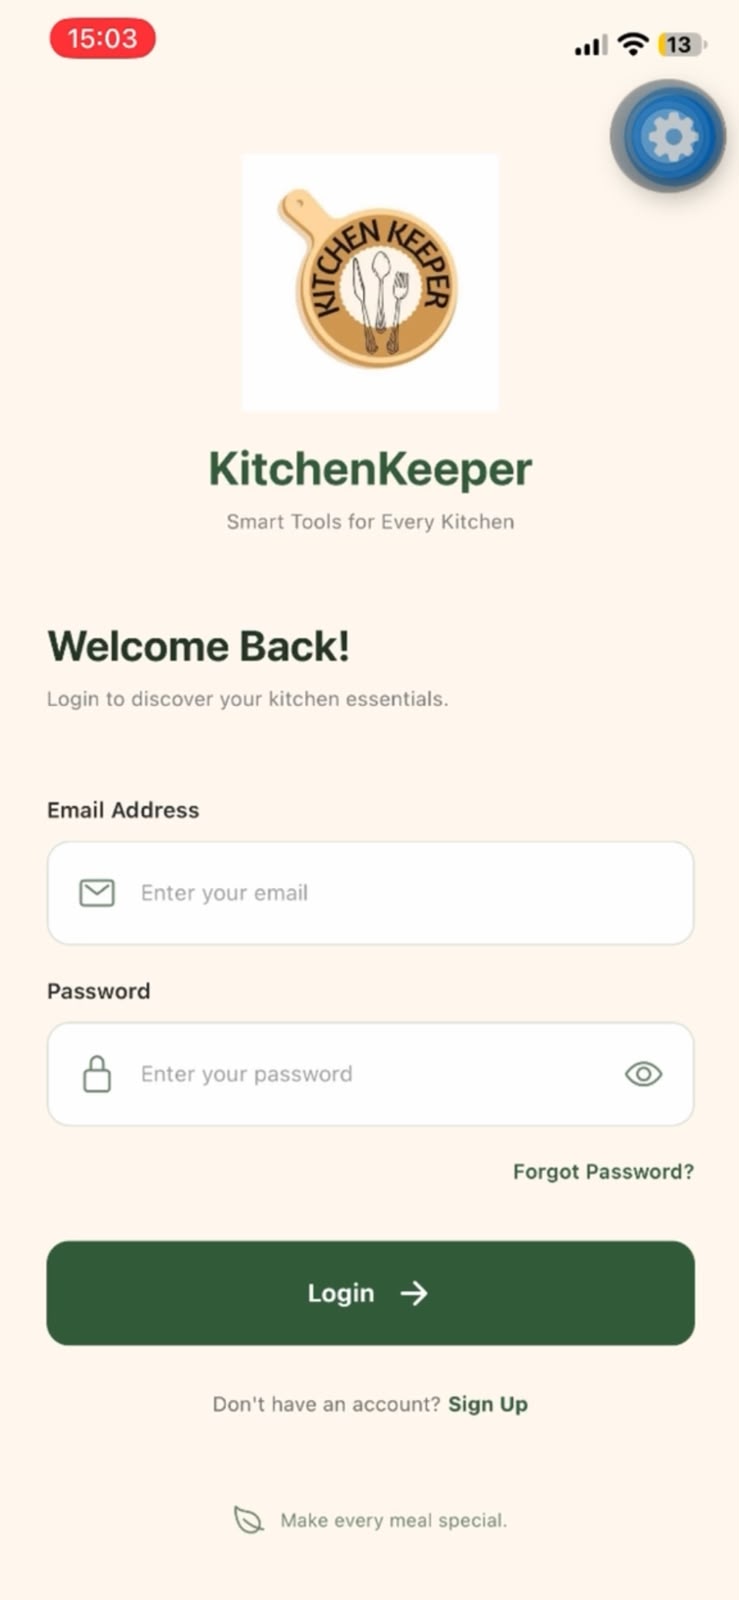 15:03
13
KITCHEN KEEPER
KitchenKeeper
Smart Tools for Every Kitchen
Welcome Back!
Login to discover your kitchen essentials.
Email Address
Enter your email
Password
Enter your password
Forgot Password?
Login
Don't have an account? Sign Up
Make every meal special.